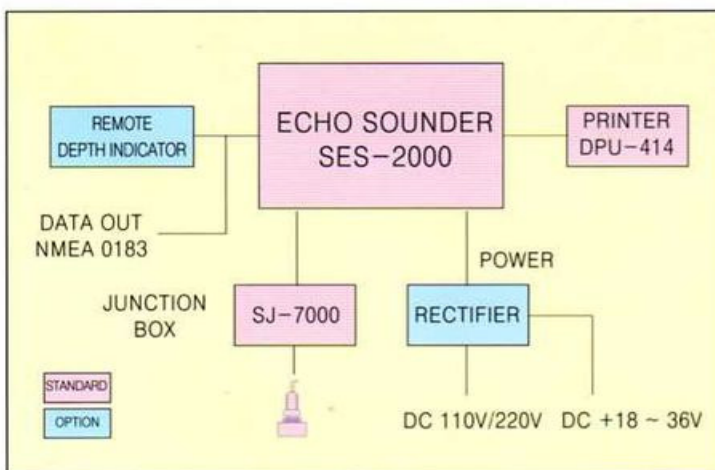 ECHO SOUNDER
SES-2000
REMOTE
DEPTH INDICATOR
PRINTER
DPU-414
DATA OUT
NMEA 0183
POWER
JUNCTION
BOX
SJ-7000
RECTIFIER
STANDARD
OPTION
DC 110V/220V
DC +18 ~ 36V